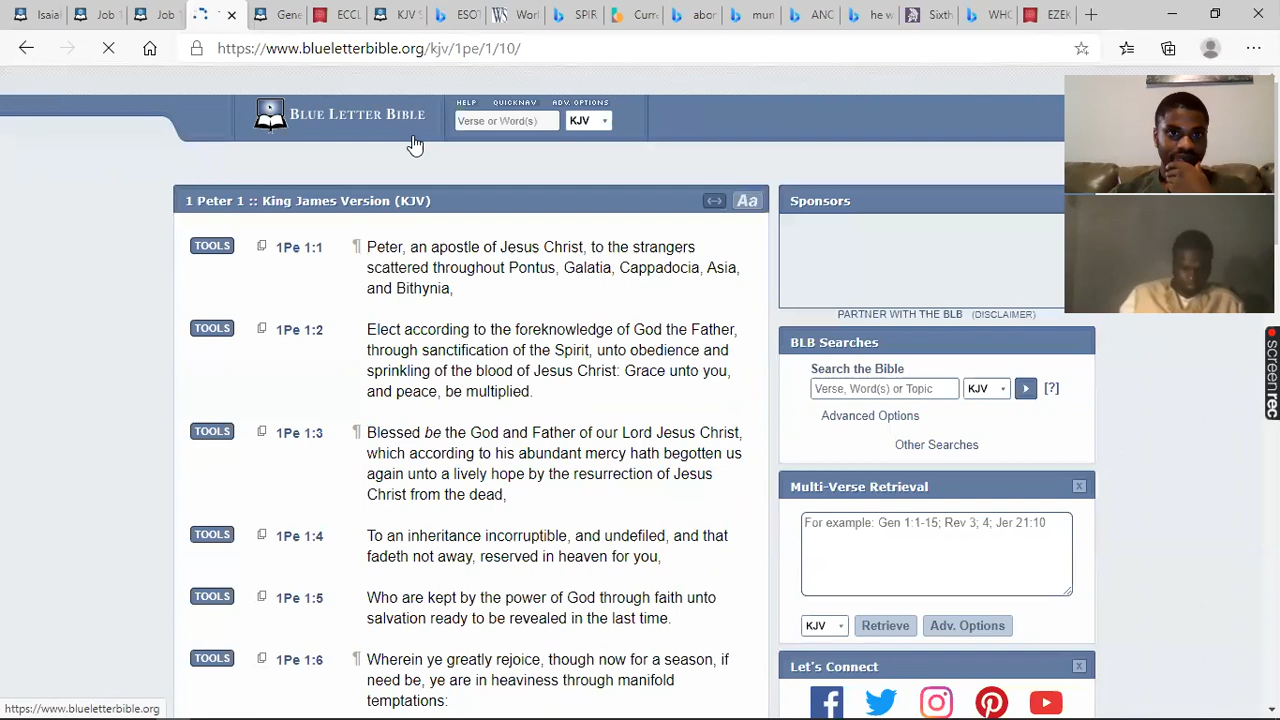 Isaia
Job 1
Job 1
Gene
ECCL
KJV S
ESOT
Worl
SPIR
Curre
abor
mun
ANC
he w
Sixth
WHO
EZEK
https://www.blueletterbible.org/kjv/1pe/1/10/
BLUE LETTER BIBLE
HELP QUICKNAV ADV. OPTIONS
Verse or Word(s) KJV
1 Peter 1 :: King James Version (KJV)
Aa
TOOLS 1Pe 1:1 ¶ Peter, an apostle of Jesus Christ, to the strangers
scattered throughout Pontus, Galatia, Cappadocia, Asia,
and Bithynia,
TOOLS 1Pe 1:2 Elect according to the foreknowledge of God the Father,
through sanctification of the Spirit, unto obedience and
sprinkling of the blood of Jesus Christ: Grace unto you,
and peace, be multiplied.
TOOLS 1Pe 1:3 ¶ Blessed be the God and Father of our Lord Jesus Christ,
which according to his abundant mercy hath begotten us
again unto a lively hope by the resurrection of Jesus
Christ from the dead,
TOOLS 1Pe 1:4 To an inheritance incorruptible, and undefiled, and that
fadeth not away, reserved in heaven for you,
TOOLS 1Pe 1:5 Who are kept by the power of God through faith unto
salvation ready to be revealed in the last time.
TOOLS 1Pe 1:6 ¶ Wherein ye greatly rejoice, though now for a season, if
need be, ye are in heaviness through manifold
temptations:
Sponsors
PARTNER WITH THE BLB (DISCLAIMER)
BLB Searches
Search the Bible
Verse, Word(s) or Topic KJV [?]
Advanced Options
Other Searches
Multi-Verse Retrieval x
For example: Gen 1:1-15; Rev 3; 4; Jer 21:10
KJV Retrieve Adv. Options
Let's Connect x
https://www.blueletterbible.org
screenrec